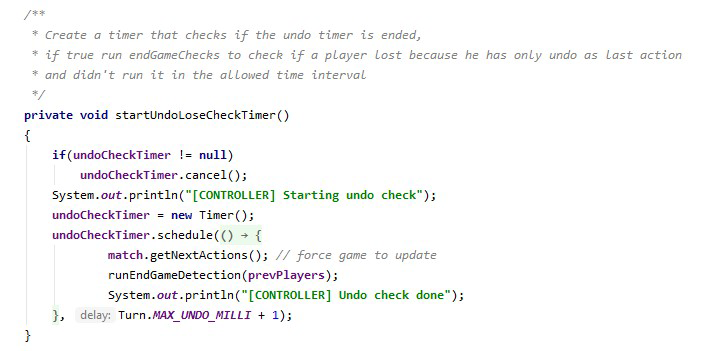 /**
 * Create a timer that checks if the undo timer is ended,
 * if true run endGameChecks to check if a player lost because he has only undo as last action
 * and didn't run it in the allowed time interval
 */
private void startUndoLoseCheckTimer()
{
    if(undoCheckTimer != null)
        undoCheckTimer.cancel();
    System.out.println("[CONTROLLER] Starting undo check");
    undoCheckTimer = new Timer();
    undoCheckTimer.schedule(() → {
            match.getNextActions(); // force game to update
            runEndGameDetection(prevPlayers);
            System.out.println("[CONTROLLER] Undo check done");
    }, delay: Turn.MAX_UNDO_MILLI + 1);
}